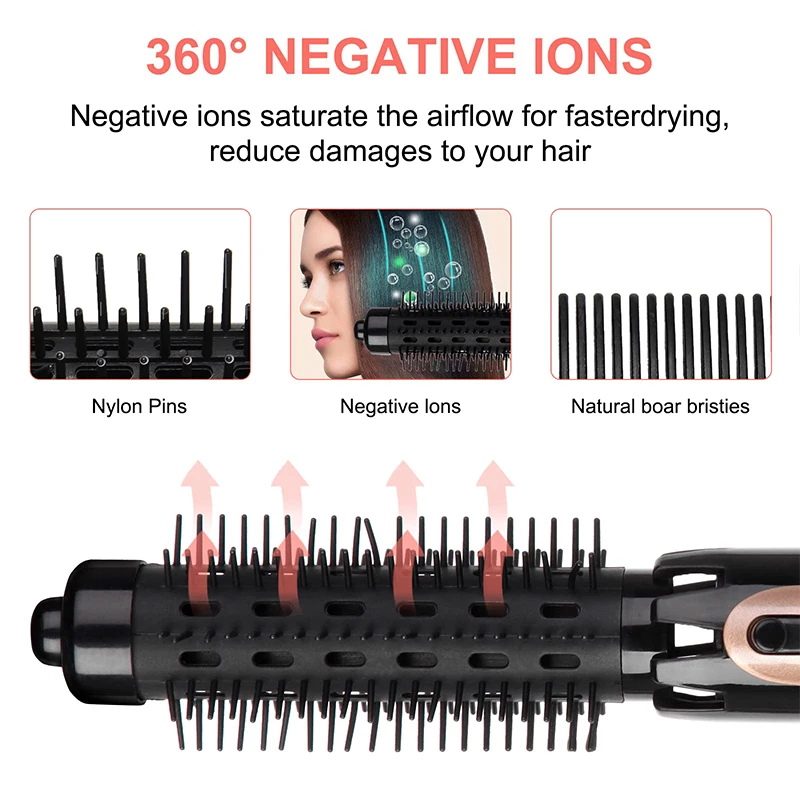 360° NEGATIVE IONS
Negative ions saturate the airflow for fasterdrying,
reduce damages to your hair
Nylon Pins
Negative lons
Natural boar bristies